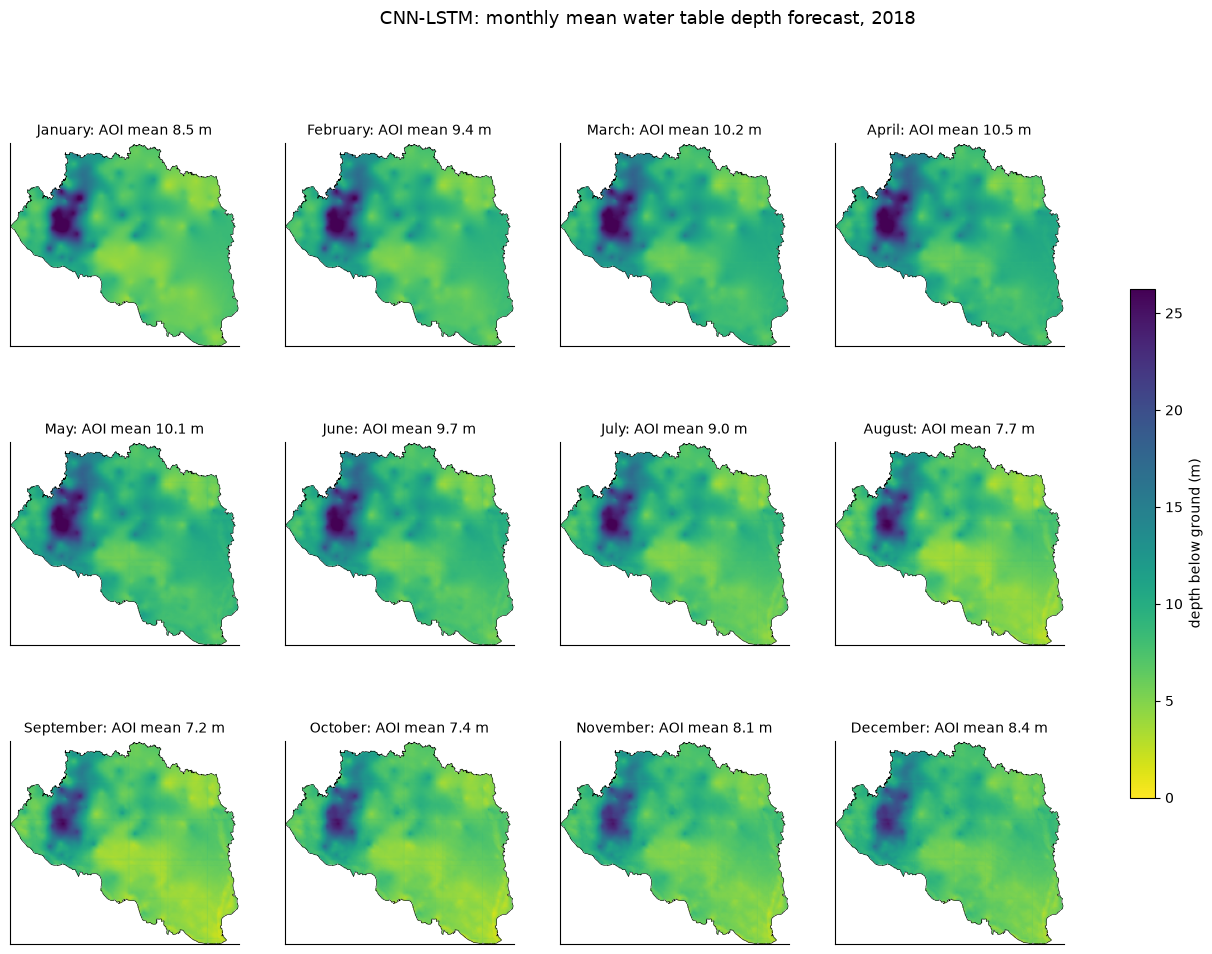 CNN-LSTM: monthly mean water table depth forecast, 2018
January: AOI mean 8.5 m
February: AOI mean 9.4 m
March: AOI mean 10.2 m
April: AOI mean 10.5 m
May: AOI mean 10.1 m
June: AOI mean 9.7 m
July: AOI mean 9.0 m
August: AOI mean 7.7 m
September: AOI mean 7.2 m
October: AOI mean 7.4 m
November: AOI mean 8.1 m
December: AOI mean 8.4 m
25
20
15
10
5
0
depth below ground (m)